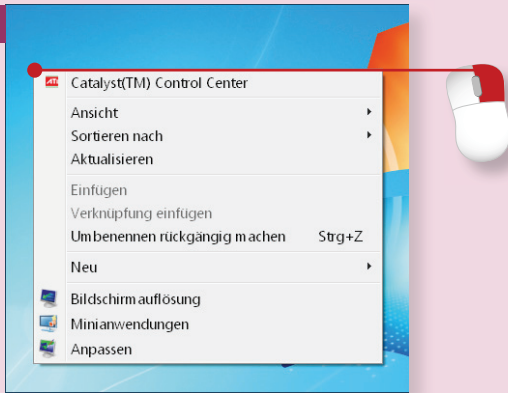 ATI
Catalyst(TM) Control Center
Ansicht
Sortieren nach
Aktualisieren
Einfügen
Verknüpfung einfügen
Umbenennen rückgängig machen Strg+Z
Neu
Bildschirmauflösung
Minianwendungen
Anpassen